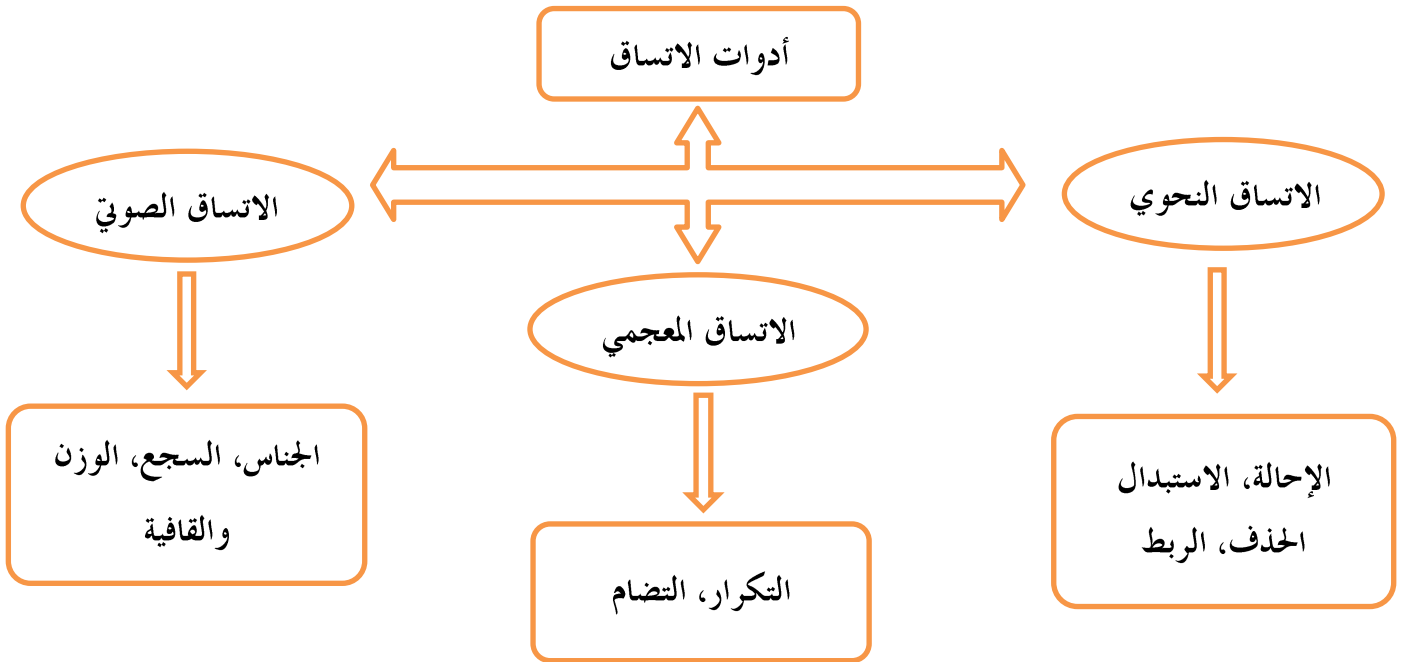 أدوات الاتساق
الاتساق النحوي
الاتساق الصوتيّ
الاتساق المعجمي
الإحالة، الاستبدال
الحذف، الربط
التكرار، التضام
الجناس، السجع، الوزن
والقافية